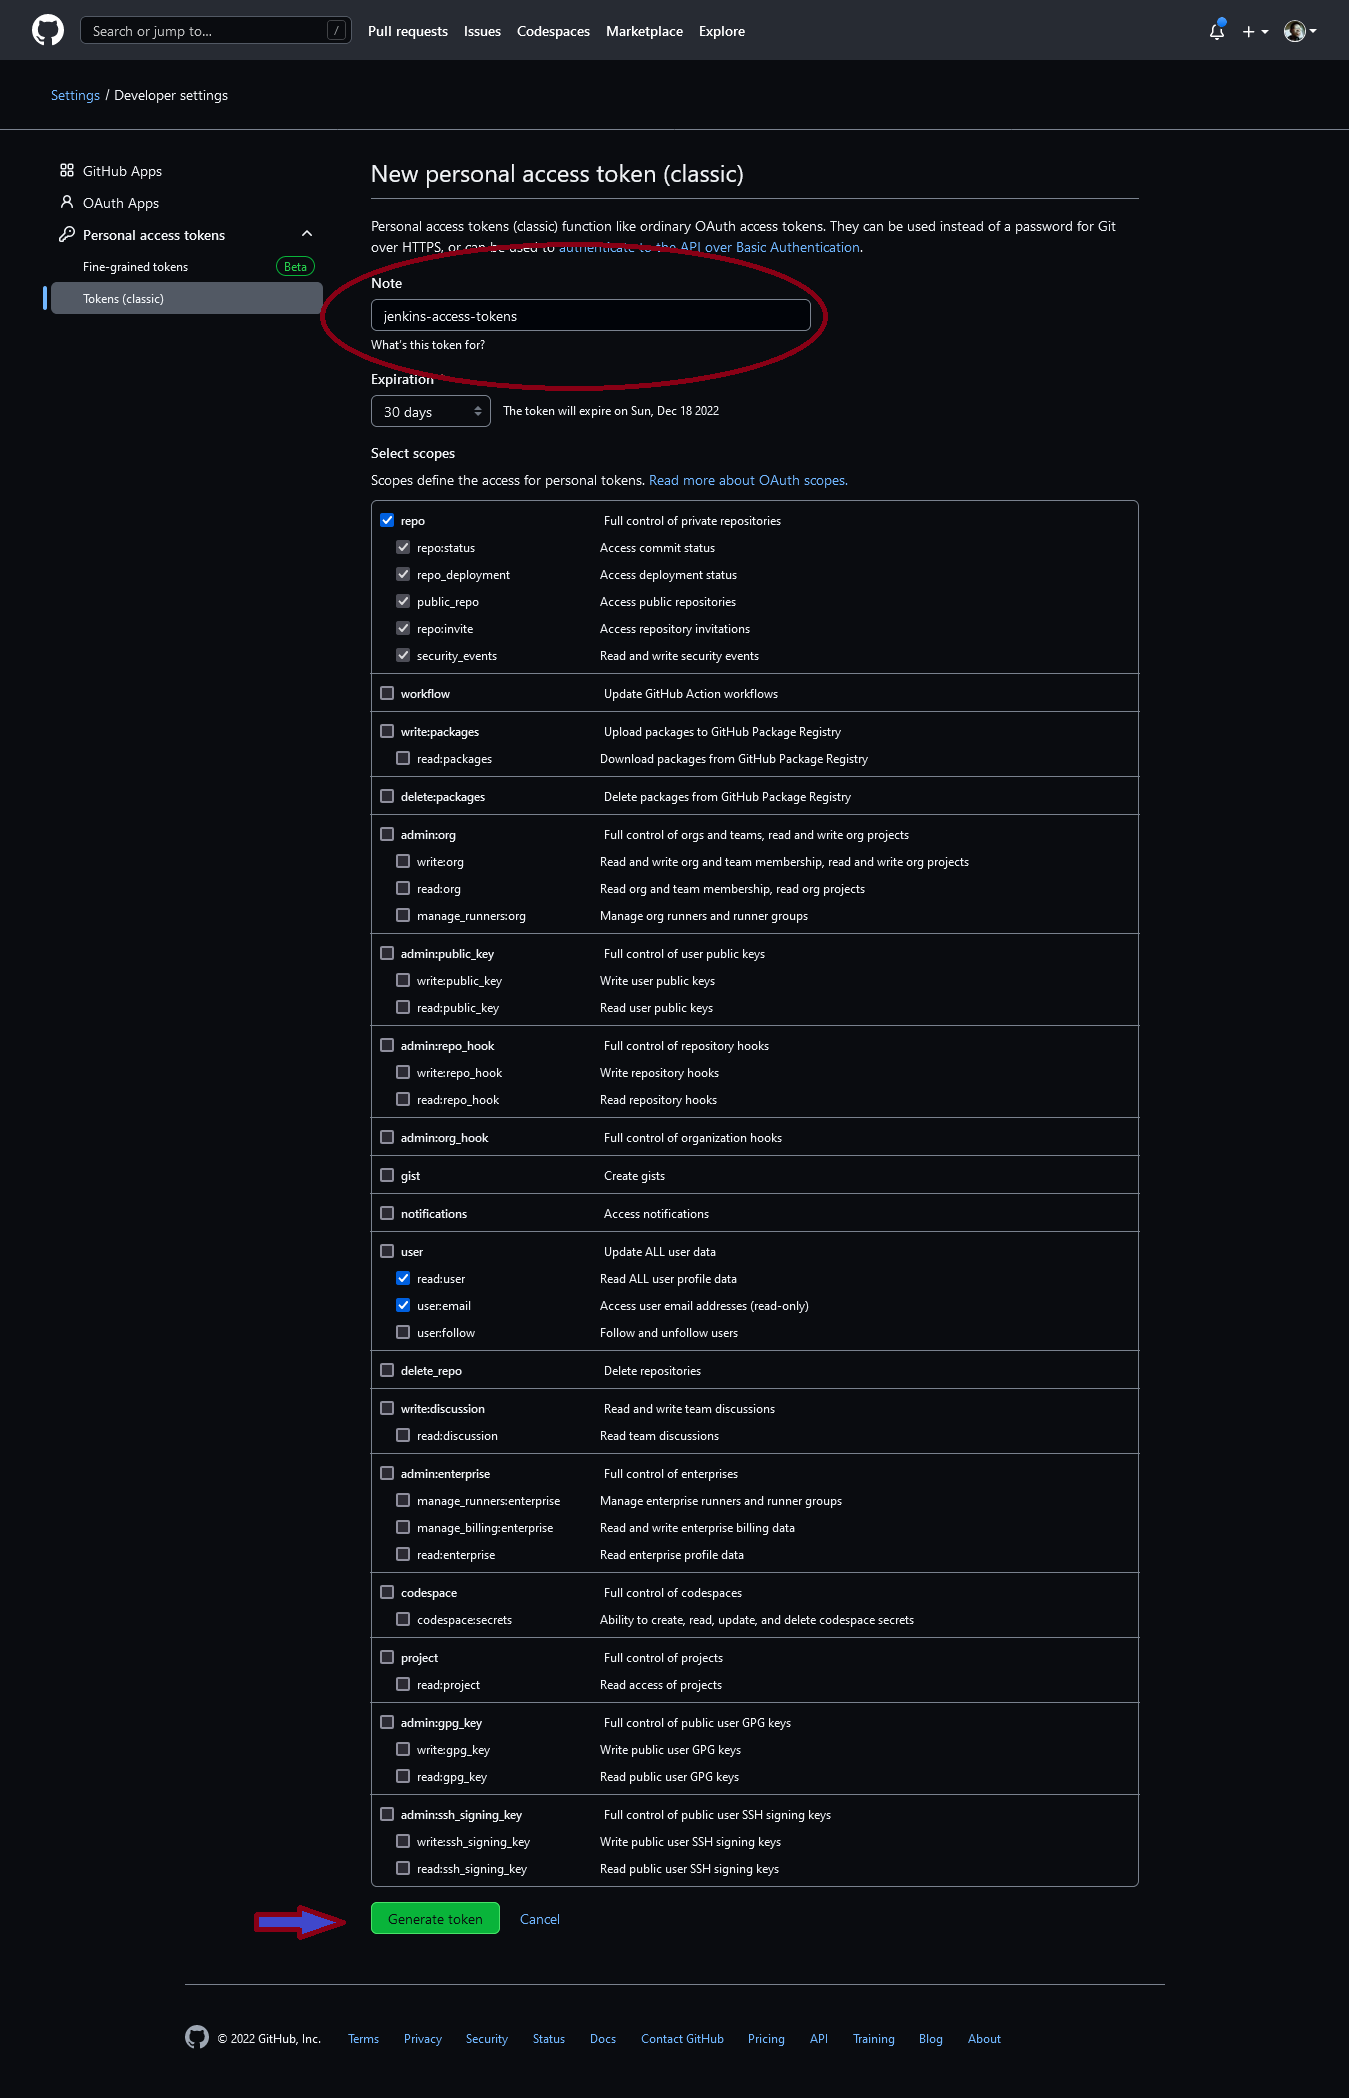 Search or jump to... /
Pull requests Issues Codespaces Marketplace Explore
Settings / Developer settings
GitHub Apps
OAuth Apps
Personal access tokens
Fine-grained tokens Beta
Tokens (classic)
New personal access token (classic)
Personal access tokens (classic) function like ordinary OAuth access tokens. They can be used instead of a password for Git
over HTTPS, or can be used to authenticate to the API over Basic Authentication.
Note
jenkins-access-tokens
What's this token for?
Expiration
30 days The token will expire on Sun, Dec 18 2022
Select scopes
Scopes define the access for personal tokens. Read more about OAuth scopes.
repo Full control of private repositories
repo:status Access commit status
repo_deployment Access deployment status
public_repo Access public repositories
repo:invite Access repository invitations
security_events Read and write security events
workflow Update GitHub Action workflows
write:packages Upload packages to GitHub Package Registry
read:packages Download packages from GitHub Package Registry
delete:packages Delete packages from GitHub Package Registry
admin:org Full control of orgs and teams, read and write org projects
write:org Read and write org and team membership, read and write org projects
read:org Read org and team membership, read org projects
manage_runners:org Manage org runners and runner groups
admin:public_key Full control of user public keys
write:public_key Write user public keys
read:public_key Read user public keys
admin:repo_hook Full control of repository hooks
write:repo_hook Write repository hooks
read:repo_hook Read repository hooks
admin:org_hook Full control of organization hooks
gist Create gists
notifications Access notifications
user Update ALL user data
read:user Read ALL user profile data
user:email Access user email addresses (read-only)
user:follow Follow and unfollow users
delete_repo Delete repositories
write:discussion Read and write team discussions
read:discussion Read team discussions
admin:enterprise Full control of enterprises
manage_runners:enterprise Manage enterprise runners and runner groups
manage_billing:enterprise Read and write enterprise billing data
read:enterprise Read enterprise profile data
codespace Full control of codespaces
codespace:secrets Ability to create, read, update, and delete codespace secrets
project Full control of projects
read:project Read access of projects
admin:gpg_key Full control of public user GPG keys
write:gpg_key Write public user GPG keys
read:gpg_key Read public user GPG keys
admin:ssh_signing_key Full control of public user SSH signing keys
write:ssh_signing_key Write public user SSH signing keys
read:ssh_signing_key Read public user SSH signing keys
Generate token Cancel
© 2022 GitHub, Inc. Terms Privacy Security Status Docs Contact GitHub Pricing API Training Blog About